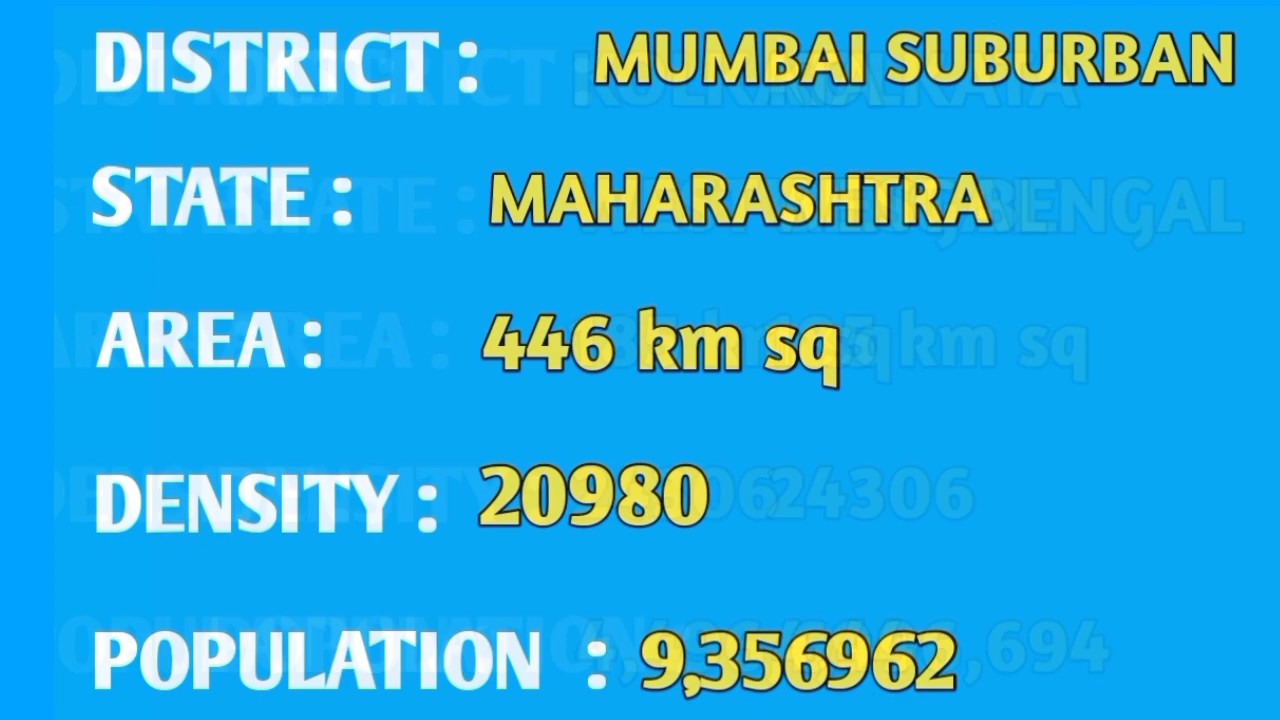 DISTRICT : MUMBAI SUBURBAN
STATE : MAHARASHTRA
AREA : 446 km sq
DENSITY : 20980
POPULATION : 9,356962